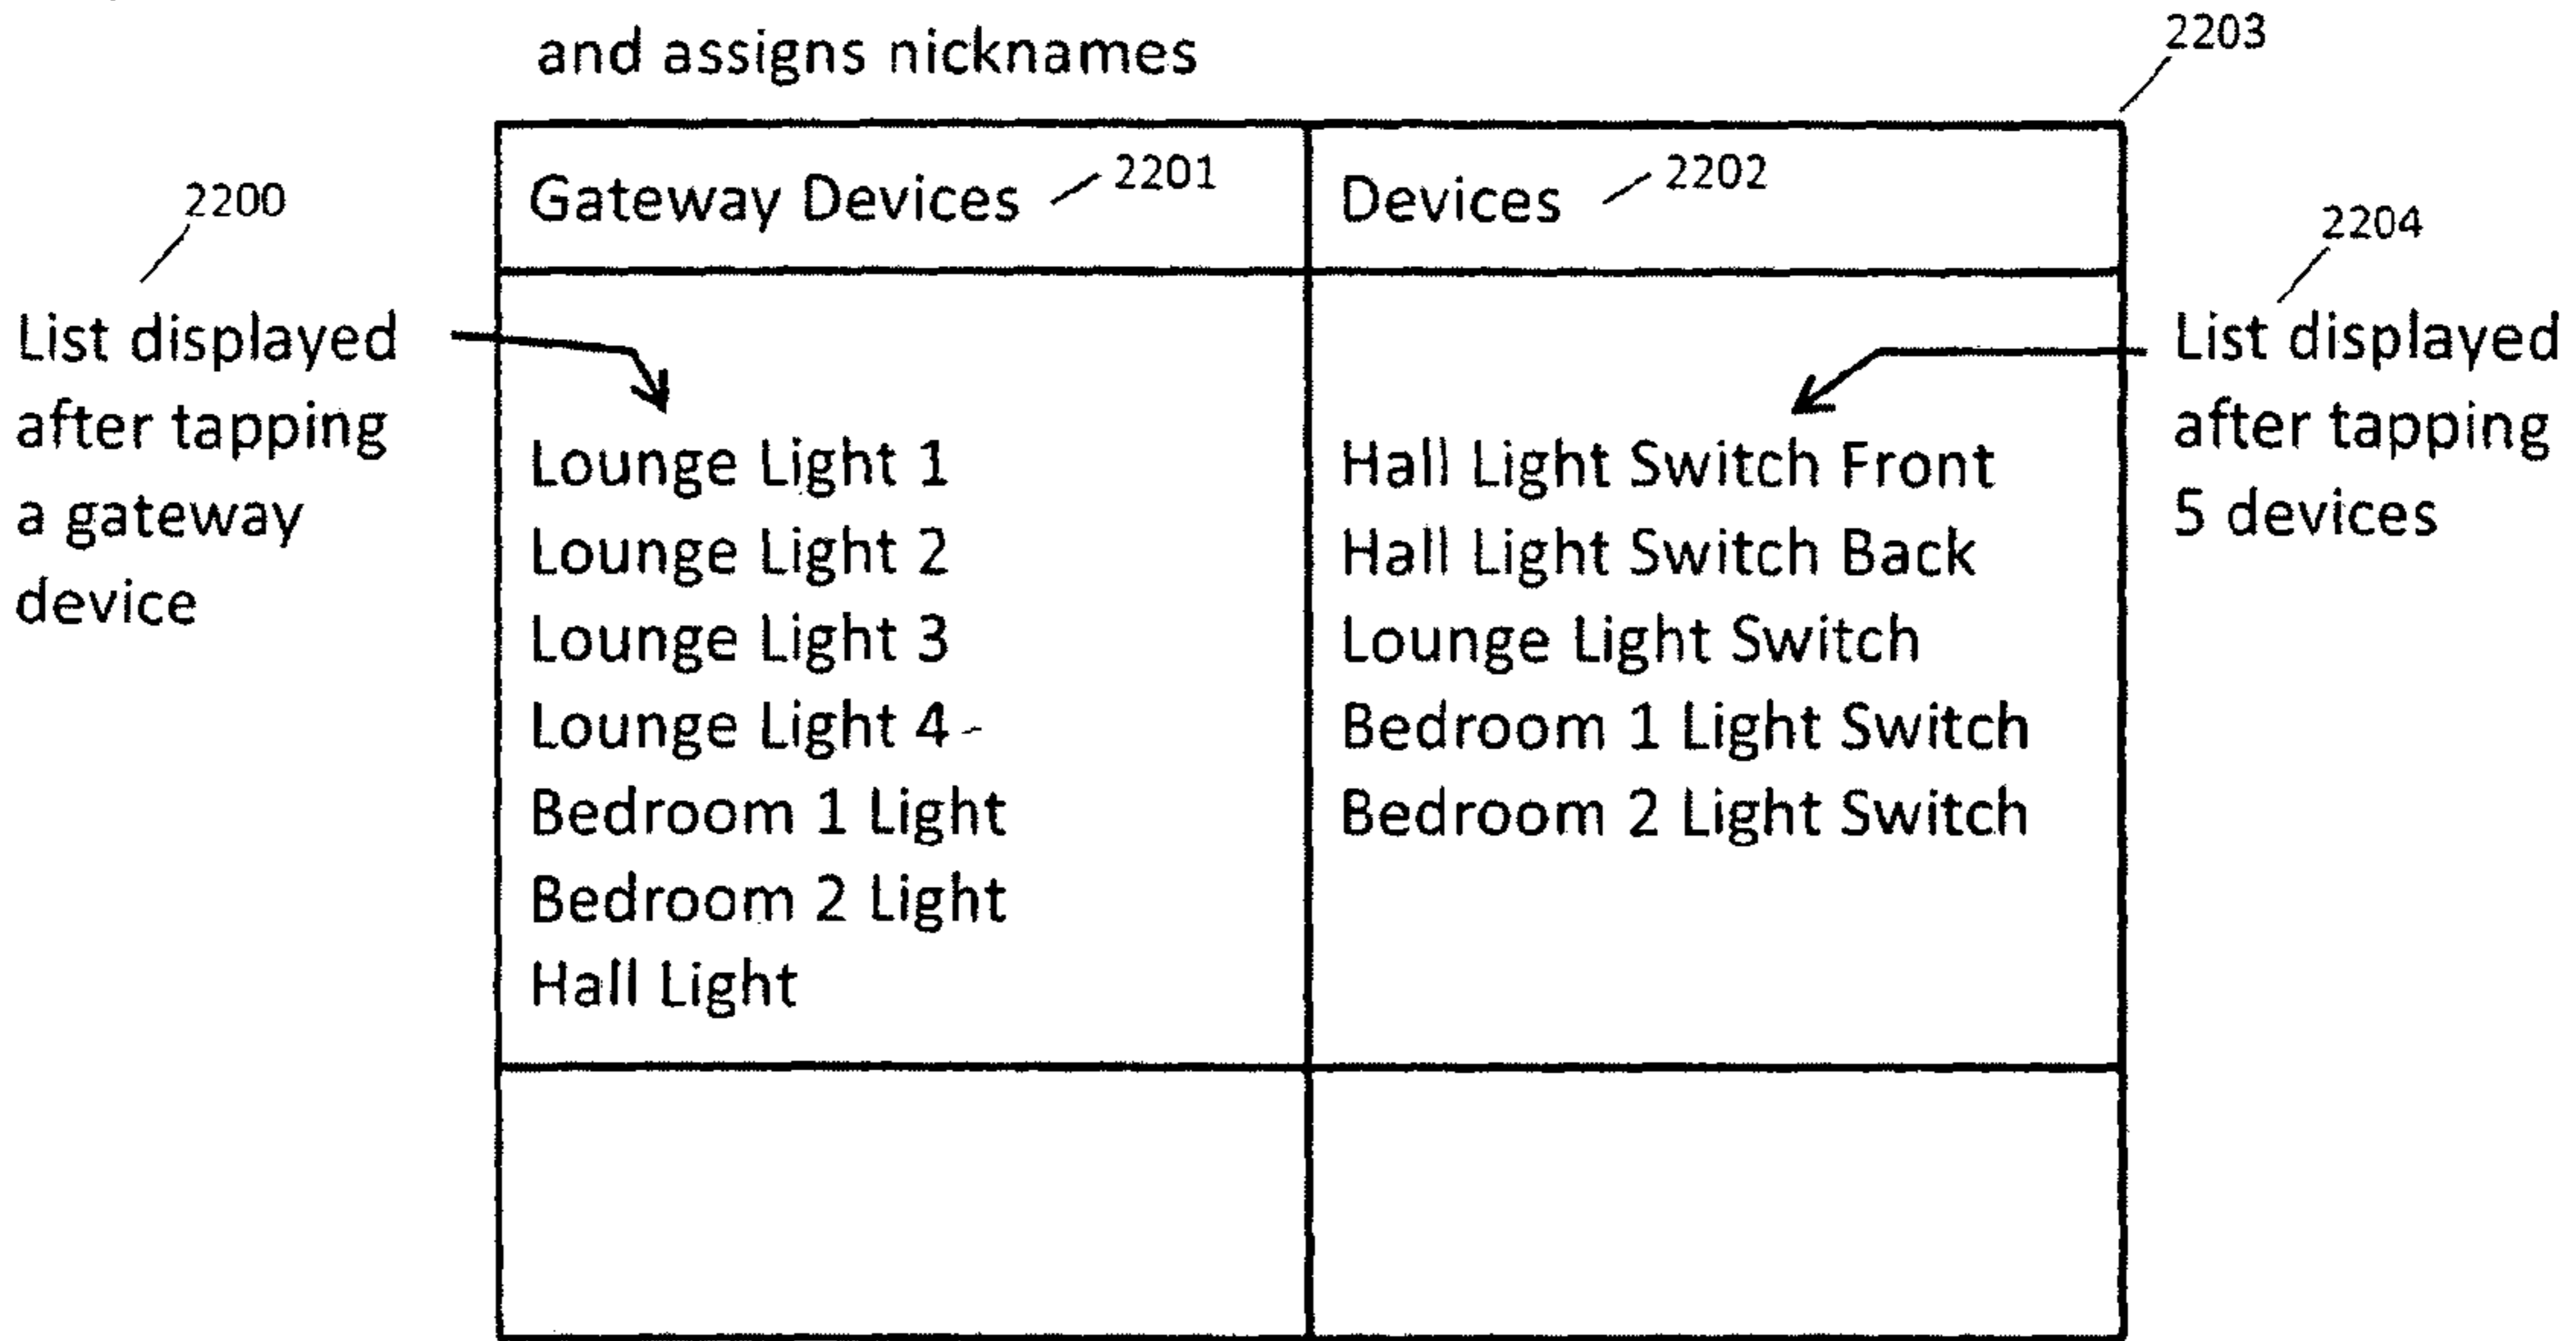 and assigns nicknames
2203
Gateway Devices 2201
Devices 2202
2200
List displayed
after tapping
a gateway
device
2204
List displayed
after tapping
5 devices
Lounge Light 1
Lounge Light 2
Lounge Light 3
Lounge Light 4
Bedroom 1 Light
Bedroom 2 Light
Hall Light
Hall Light Switch Front
Hall Light Switch Back
Lounge Light Switch
Bedroom 1 Light Switch
Bedroom 2 Light Switch